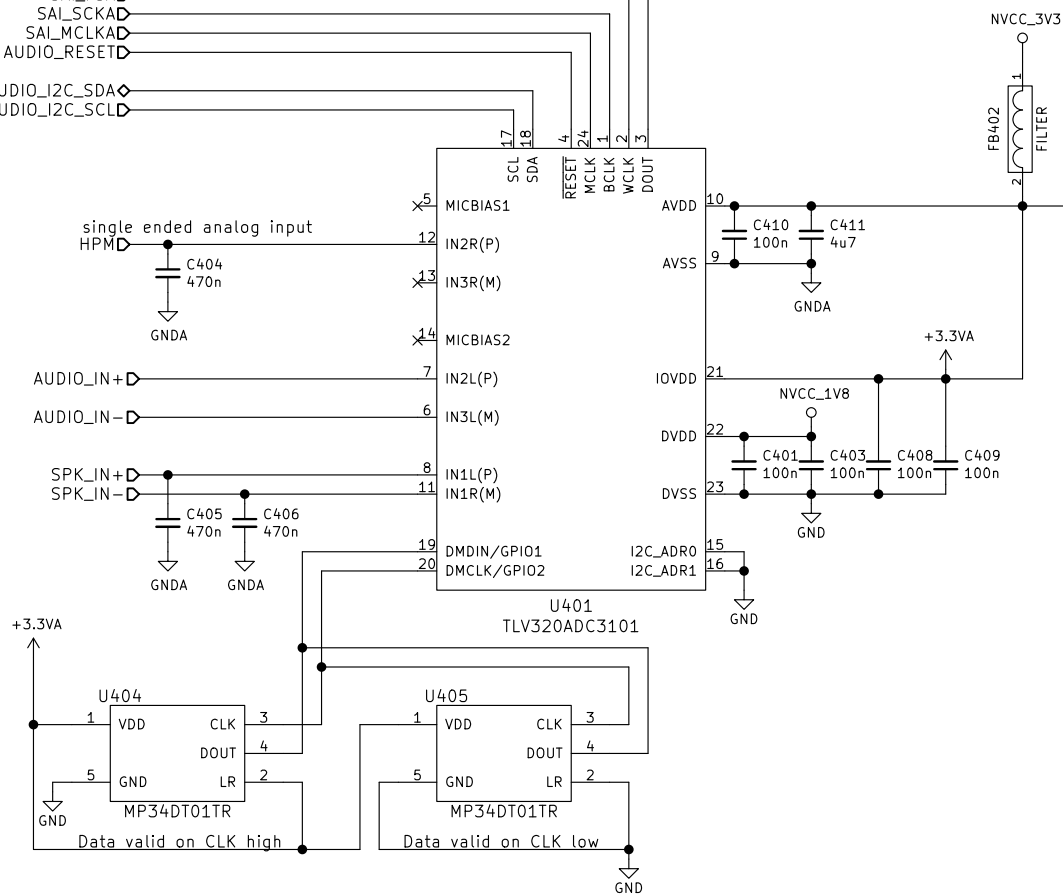 SAI_SCKA
NVCC_3V3
SAI_MCLKA
AUDIO_RESET
1
FB402
FILTER
2
UDIO_I2C_SDA
UDIO_I2C_SCL
17 18 4 24 1 2 3
SCL SDA RESET MCLK BCLK WCLK DOUT
5 MICBIAS1
AVDD 10
single ended analog input
HPM
12 IN2R(P)
C410
100n
C411
4u7
C404
470n
AVSS 9
13 IN3R(M)
GNDA
GNDA
14 MICBIAS2
+3.3VA
AUDIO_IN+
7 IN2L(P)
IOVDD 21
NVCC_1V8
AUDIO_IN-
6 IN3L(M)
DVDD 22
C401
100n
C403
100n
C408
100n
C409
100n
SPK_IN+
8 IN1L(P)
SPK_IN-
11 IN1R(M)
DVSS 23
C405
470n
C406
470n
GND
GNDA
GNDA
19 DMDIN/GPIO1
I2C_ADR0 15
20 DMCLK/GPIO2
I2C_ADR1 16
U401
TLV320ADC3101
GND
+3.3VA
U404
1 VDD
CLK 3
DOUT 4
5 GND
LR 2
MP34DT01TR
GND
Data valid on CLK high
U405
1 VDD
CLK 3
DOUT 4
5 GND
LR 2
MP34DT01TR
Data valid on CLK low
GND